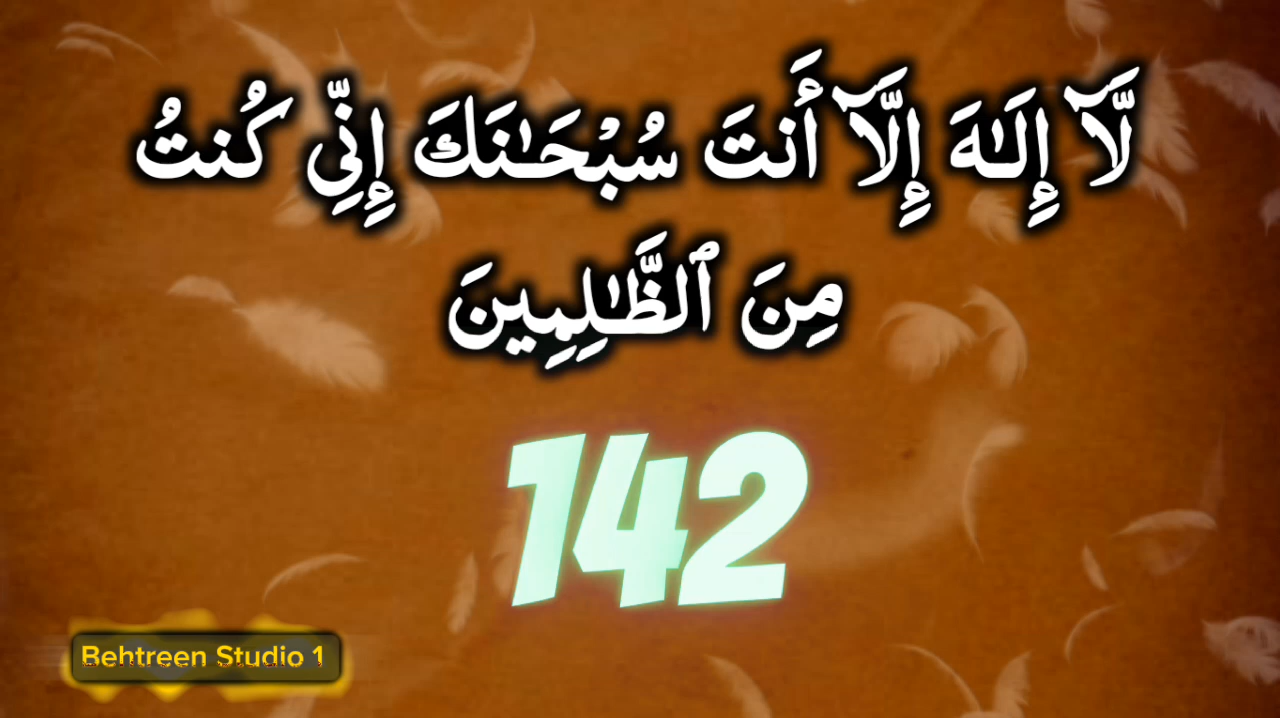 لَّآ إِلَـٰهَ إِلَّآ أَنتَ سُبْحَـٰنَكَ إِنِّى كُنتُ
مِنَ ٱلظَّـٰلِمِينَ
142
Behtreen Studio 1